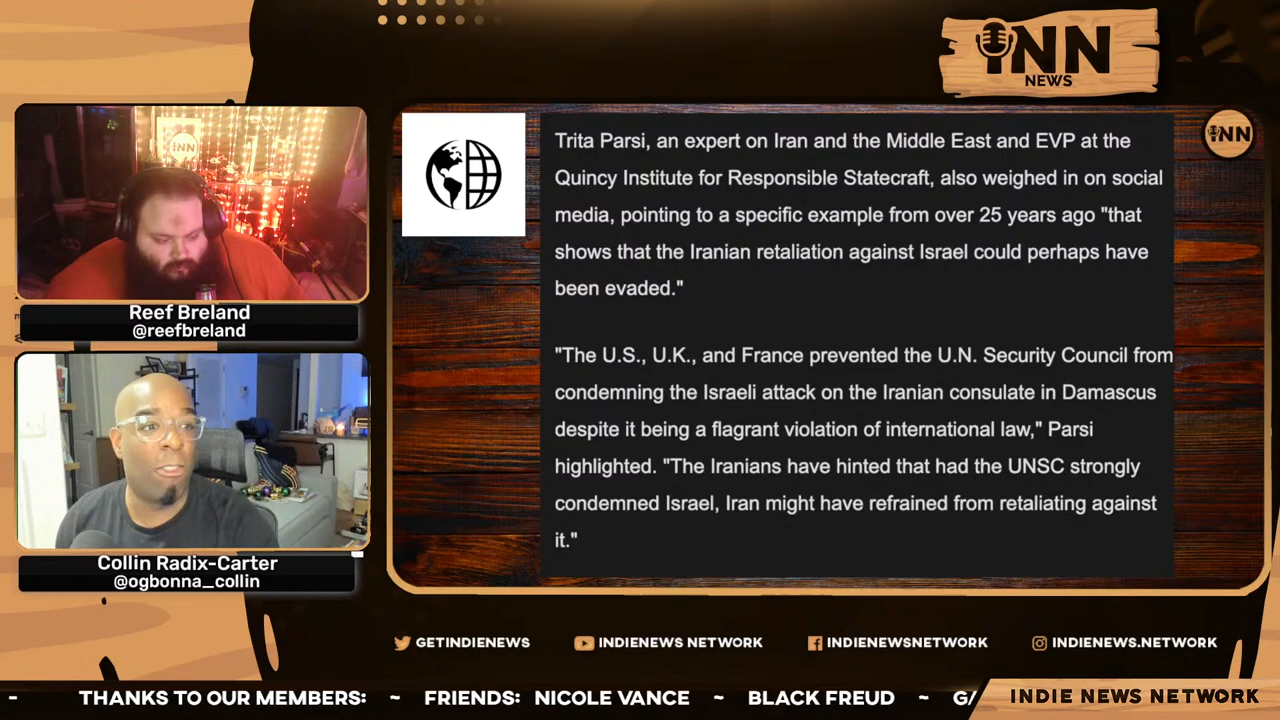 INN
NEWS
INN
Trita Parsi, an expert on Iran and the Middle East and EVP at the
Quincy Institute for Responsible Statecraft, also weighed in on social
media, pointing to a specific example from over 25 years ago "that
shows that the Iranian retaliation against Israel could perhaps have
been evaded."
"The U.S., U.K., and France prevented the U.N. Security Council from
condemning the Israeli attack on the Iranian consulate in Damascus
despite it being a flagrant violation of international law," Parsi
highlighted. "The Iranians have hinted that had the UNSC strongly
condemned Israel, Iran might have refrained from retaliating against
it."
INN
Reef Breland
@reefbreland
Collin Radix-Carter
@ogbonna_collin
GETINDIENEWS INDIENEWS NETWORK INDIENEWSNETWORK INDIENEWS.NETWORK
- THANKS TO OUR MEMBERS: ~ FRIENDS: NICOLE VANCE ~ BLACK FREUD ~ INDIE NEWS NETWORK